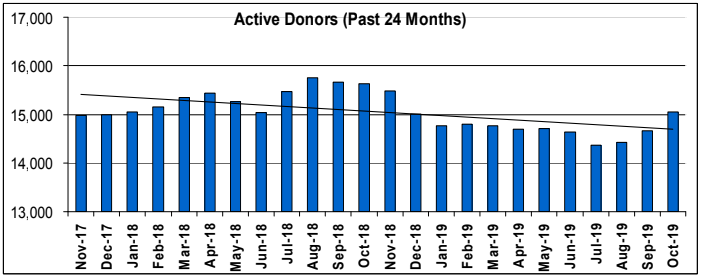 Active Donors (Past 24 Months)
17,000
16,000
15,000
14,000
13,000
Nov-17
Dec-17
Jan-18
Feb-18
Mar-18
Apr-18
May-18
Jun-18
Jul-18
Aug-18
Sep-18
Oct-18
Nov-18
Dec-18
Jan-19
Feb-19
Mar-19
Apr-19
May-19
Jun-19
Jul-19
Aug-19
Sep-19
Oct-19